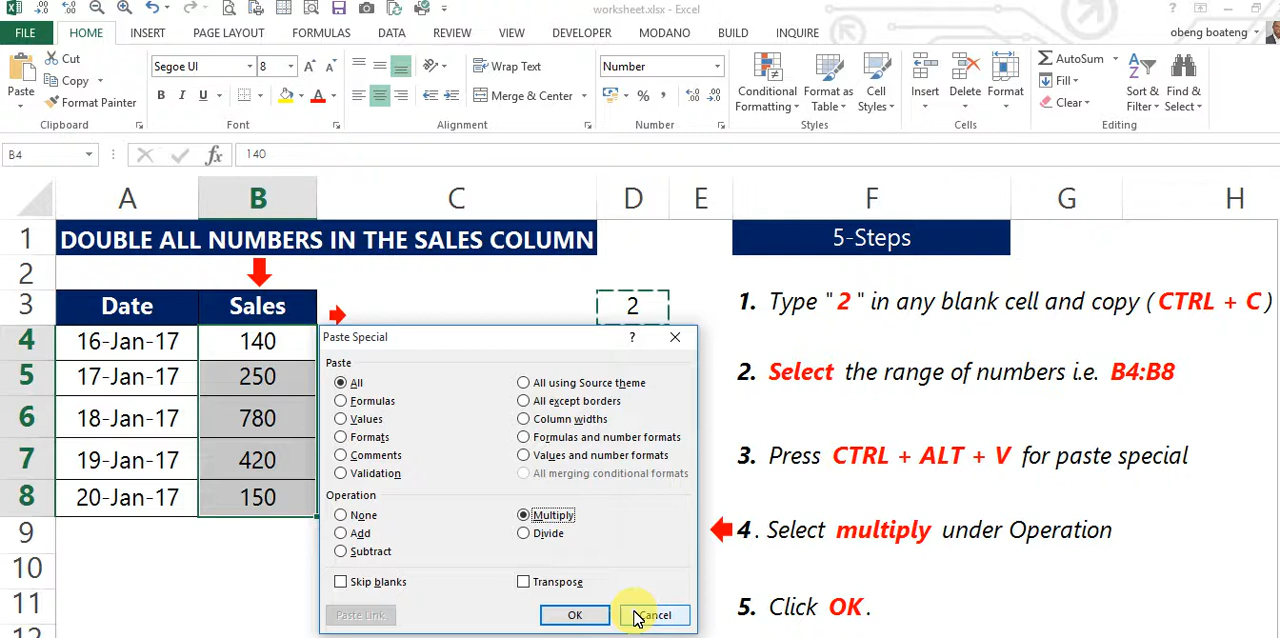 worksheet.xlsx - Excel
FILE HOME INSERT PAGE LAYOUT FORMULAS DATA REVIEW VIEW DEVELOPER MODANO BUILD INQUIRE obeng boateng
Cut
Copy
Format Painter
Paste
Clipboard
Segoe UI 8
B I U
Font
Wrap Text
Merge & Center
Alignment
Number
%
Number
Conditional Formatting
Format as Table
Cell Styles
Styles
Insert Delete Format
Cells
AutoSum
Fill
Clear
Sort & Filter
Find & Select
Editing
B4 fx 140
A B C D E F G H
1 DOUBLE ALL NUMBERS IN THE SALES COLUMN 5-Steps
2
3 Date Sales 2
4 16-Jan-17 140
5 17-Jan-17 250
6 18-Jan-17 780
7 19-Jan-17 420
8 20-Jan-17 150
9
10
11
12
Paste Special ?
Paste
All
Formulas
Values
Formats
Comments
Validation
All using Source theme
All except borders
Column widths
Formulas and number formats
Values and number formats
All merging conditional formats
Operation
None
Add
Subtract
Multiply
Divide
Skip blanks
Transpose
Paste Link OK Cancel
1. Type "2" in any blank cell and copy (CTRL + C)
2. Select the range of numbers i.e. B4:B8
3. Press CTRL + ALT + V for paste special
4. Select multiply under Operation
5. Click OK.